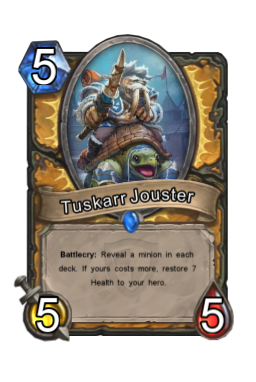 5
Tuskarr Jouster
Battlecry: Reveal a minion in each
deck. If yours costs more, restore 7
Health to your hero.
5
5